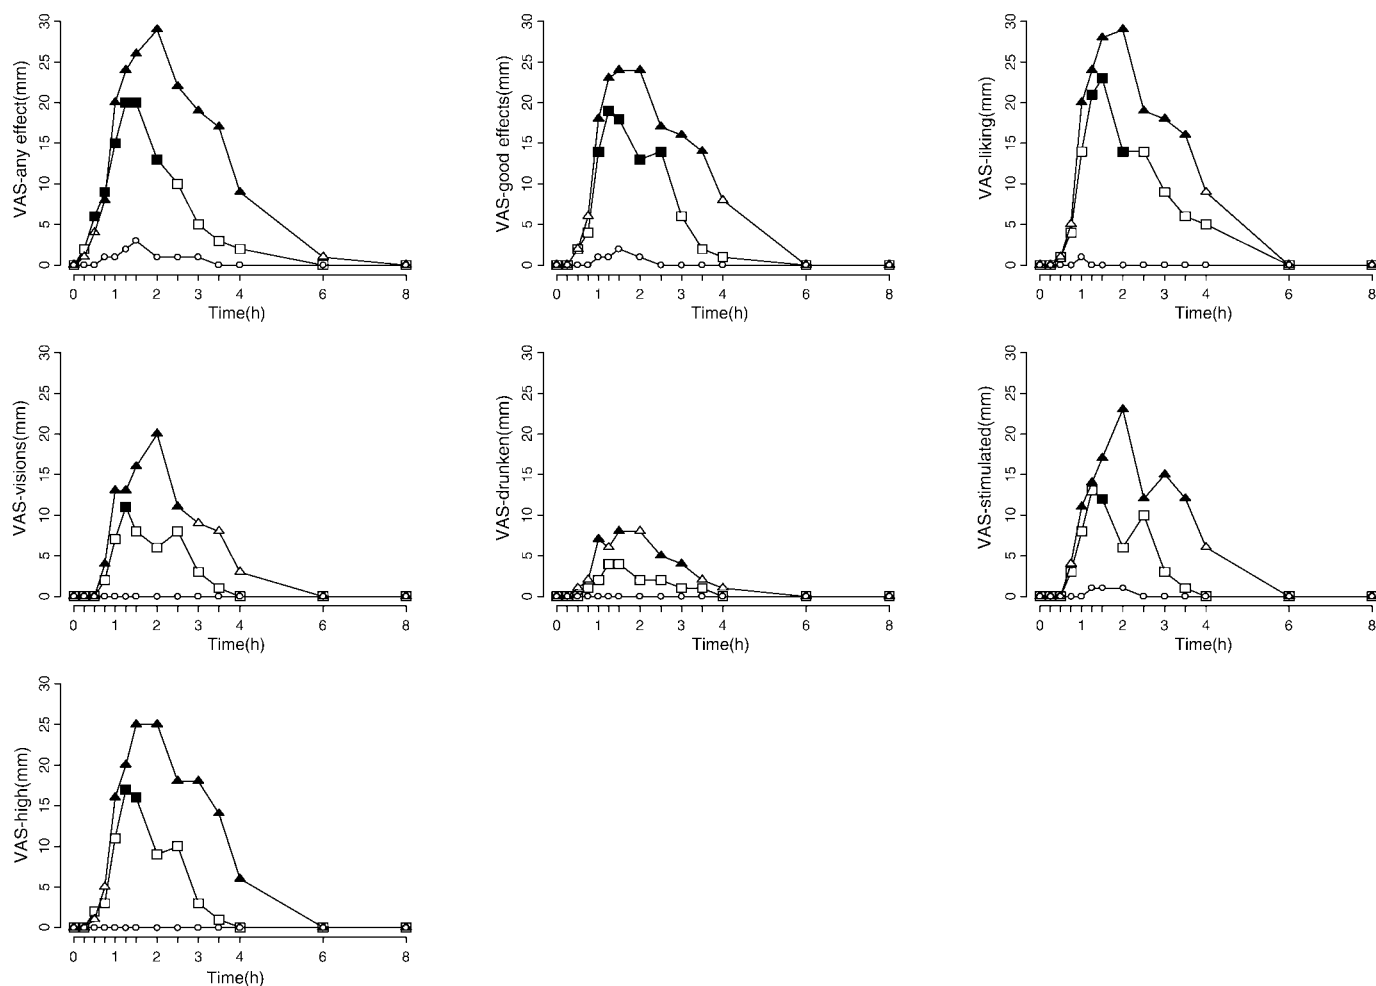 VAS-any effect(mm)
0 5 10 15 20 25 30
0 1 2 3 4 6 8
Time(h)
VAS-good effects(mm)
0 5 10 15 20 25 30
0 1 2 3 4 6 8
Time(h)
VAS-liking(mm)
0 5 10 15 20 25 30
0 1 2 3 4 6 8
Time(h)
VAS-visions(mm)
0 5 10 15 20 25 30
0 1 2 3 4 6 8
Time(h)
VAS-drunken(mm)
0 5 10 15 20 25 30
0 1 2 3 4 6 8
Time(h)
VAS-stimulated(mm)
0 5 10 15 20 25 30
0 1 2 3 4 6 8
Time(h)
VAS-high(mm)
0 5 10 15 20 25 30
0 1 2 3 4 6 8
Time(h)